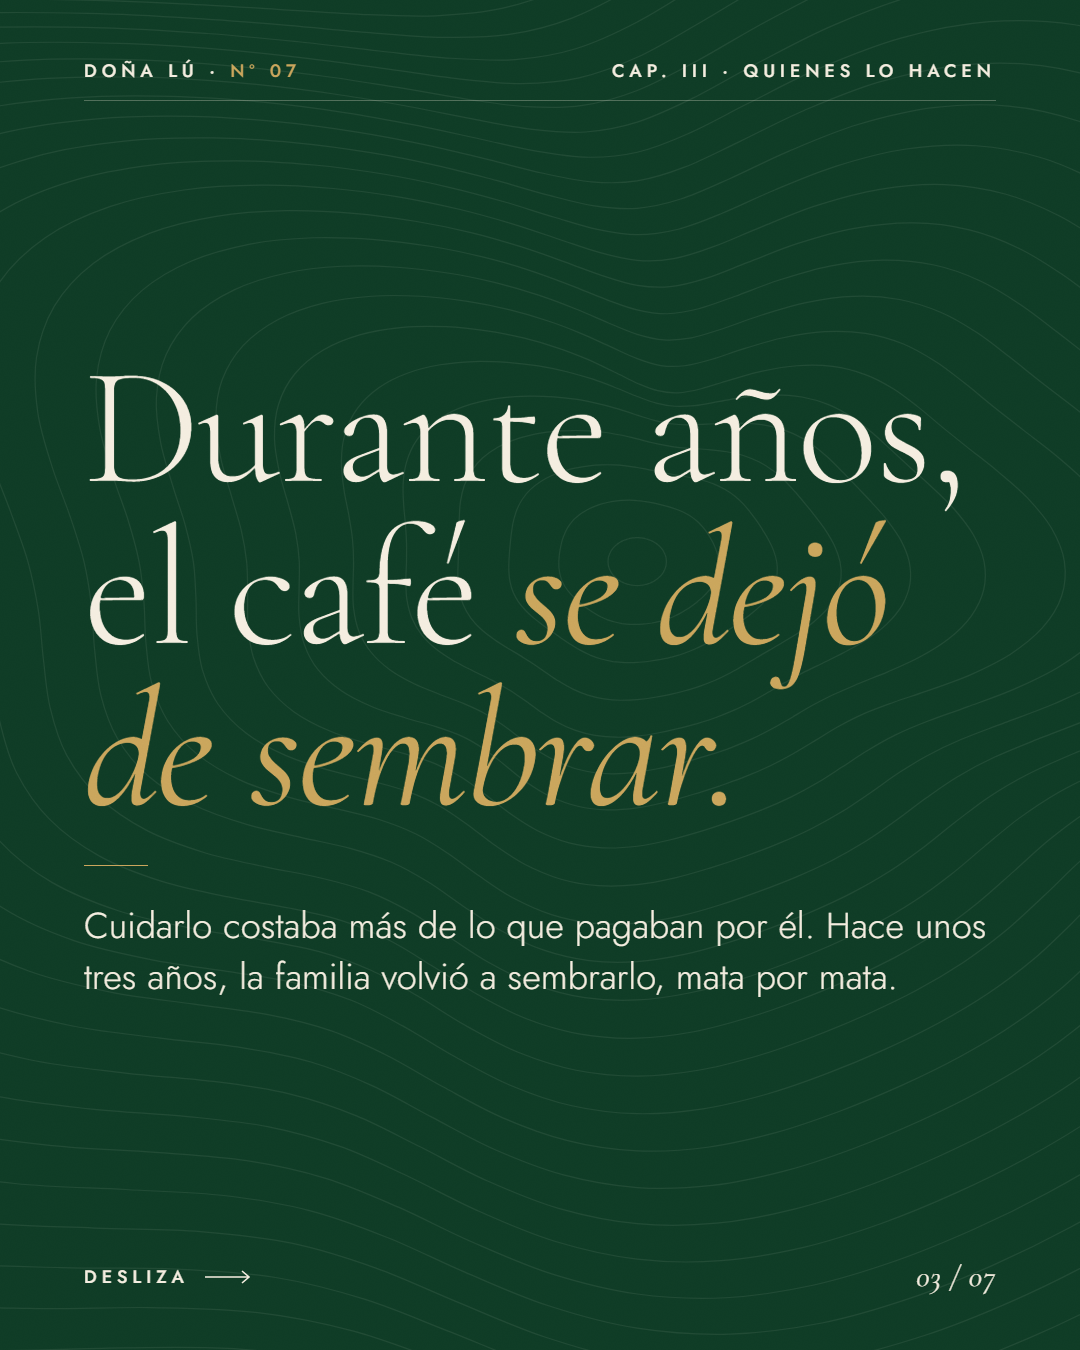 DOÑA LÚ · N° 07
CAP. III · QUIENES LO HACEN
Durante años,
el café se dejó
de sembrar.
Cuidarlo costaba más de lo que pagaban por él. Hace unos
tres años, la familia volvió a sembrarlo, mata por mata.
DESLIZA →
03 / 07